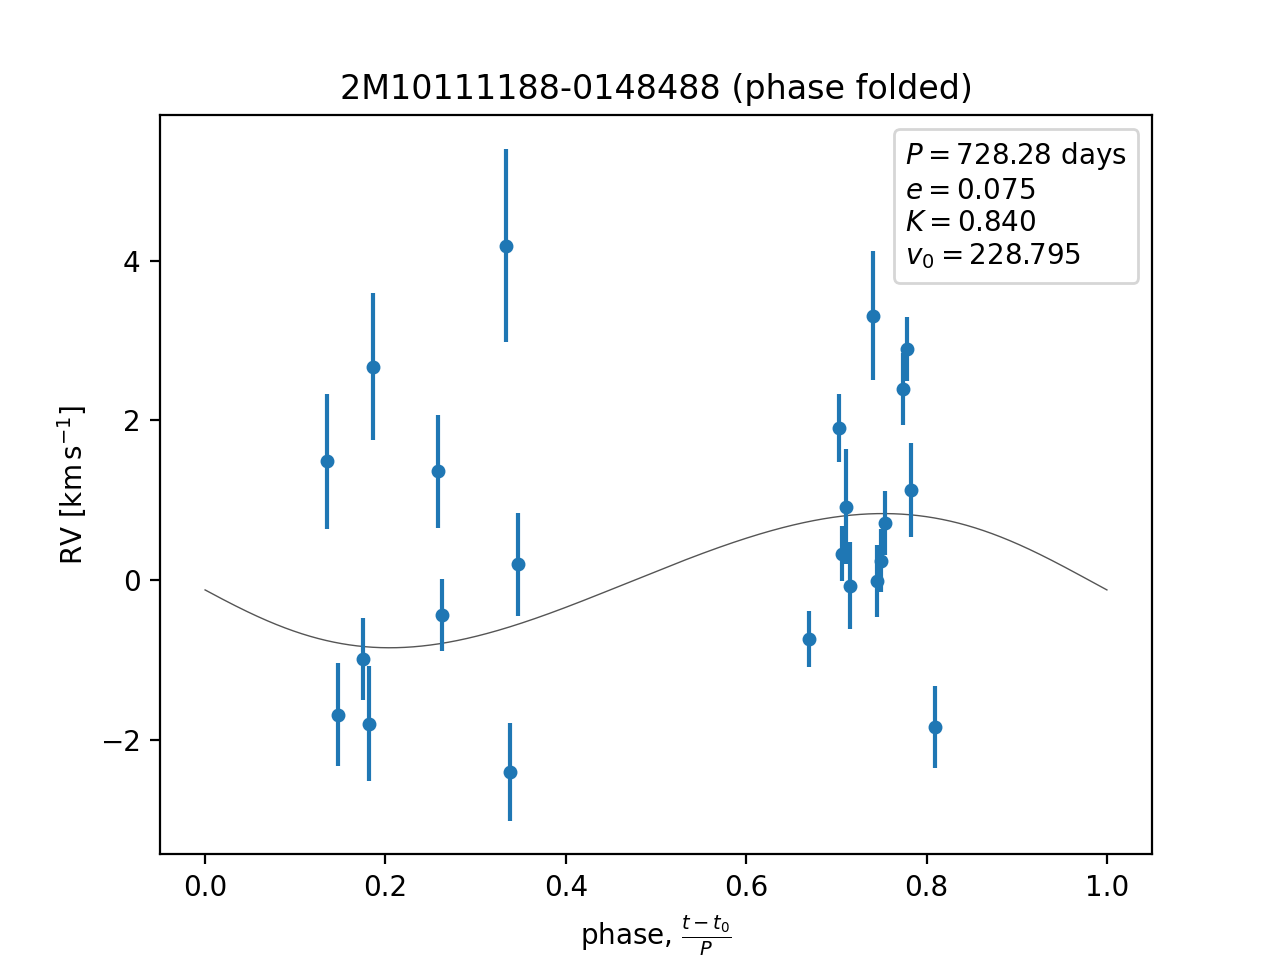 2M10111188-0148488 (phase folded)
P = 728.28 days
e = 0.075
K = 0.840
v₀ = 228.795
4
2
0
−2
RV [km s⁻¹]
0.0 0.2 0.4 0.6 0.8 1.0
phase, (t − t₀)/P